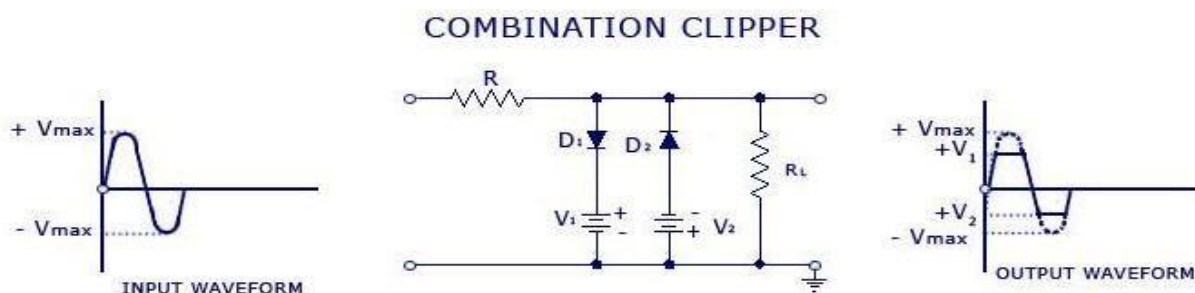 COMBINATION CLIPPER
+ Vmax
- Vmax
INPUT WAVEFORM
R
D1
D2
RL
V1
+
-
-
+
V2
+ Vmax
+V1
+V2
- Vmax
OUTPUT WAVEFORM